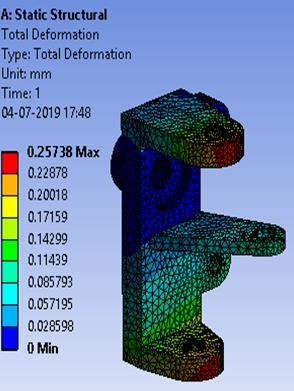 A: Static Structural
Total Deformation
Type: Total Deformation
Unit: mm
Time: 1
04-07-2019 17:48
0.25738 Max
0.22878
0.20018
0.17159
0.14299
0.11439
0.085793
0.057195
0.028598
0 Min